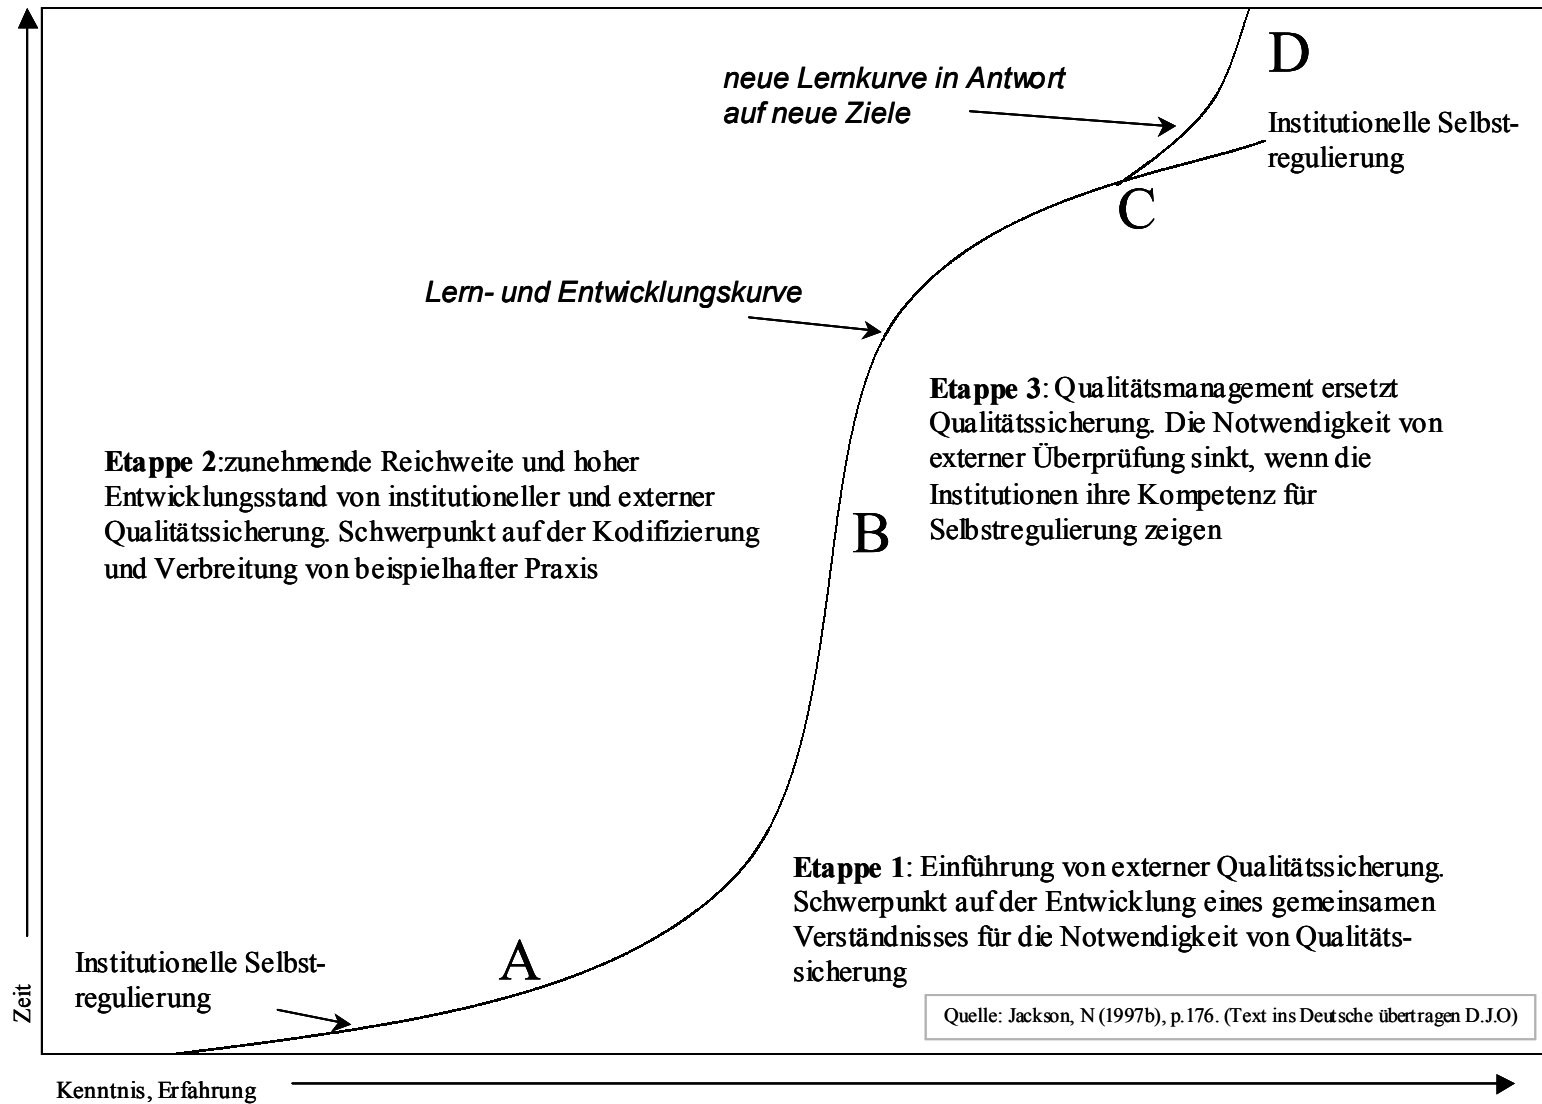 D
neue Lernkurve in Antwort
auf neue Ziele
Institutionelle Selbst-
regulierung
C
Lern- und Entwicklungskurve
Etappe 3: Qualitätsmanagement ersetzt
Qualitätssicherung. Die Notwendigkeit von
externer Überprüfung sinkt, wenn die
Institutionen ihre Kompetenz für
Selbstregulierung zeigen
Etappe 2:zunehmende Reichweite und hoher
Entwicklungsstand von institutioneller und externer
Qualitätssicherung. Schwerpunkt auf der Kodifizierung
und Verbreitung von beispielhafter Praxis
B
Etappe 1: Einführung von externer Qualitätssicherung.
Schwerpunkt auf der Entwicklung eines gemeinsamen
Verständnisses für die Notwendigkeit von Qualitäts-
sicherung
A
Institutionelle Selbst-
regulierung
Quelle: Jackson, N (1997b), p.176. (Text ins Deutsche übertragen D.J.O)
Zeit
Kenntnis, Erfahrung